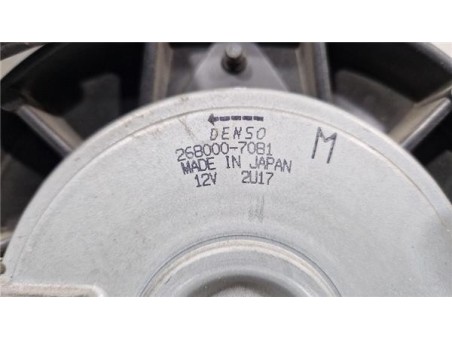 DENSO
268000-7081
MADE IN JAPAN
12V 2U17
M